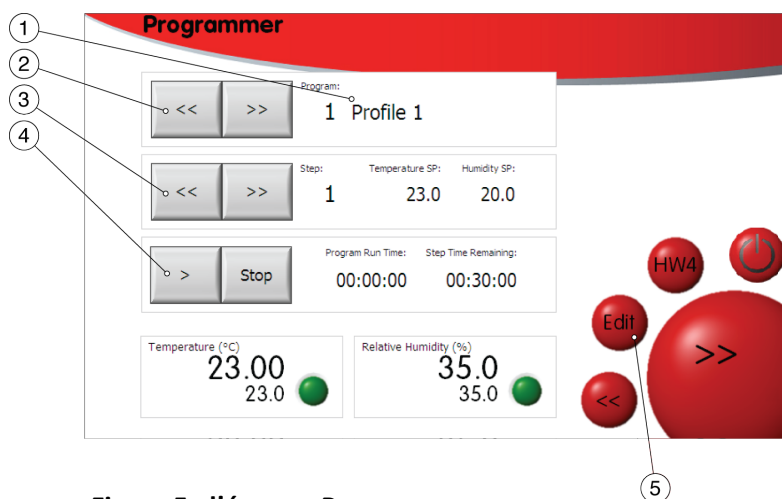 Programmer
1
2
3
4
Program:
<< >> 1 Profile 1
Step: Temperature SP: Humidity SP:
<< >> 1 23.0 20.0
Program Run Time: Step Time Remaining:
> Stop 00:00:00 00:30:00
HW4
Edit
>>
<<
Temperature (°C) Relative Humidity (%)
23.00 35.0
23.0 35.0
5